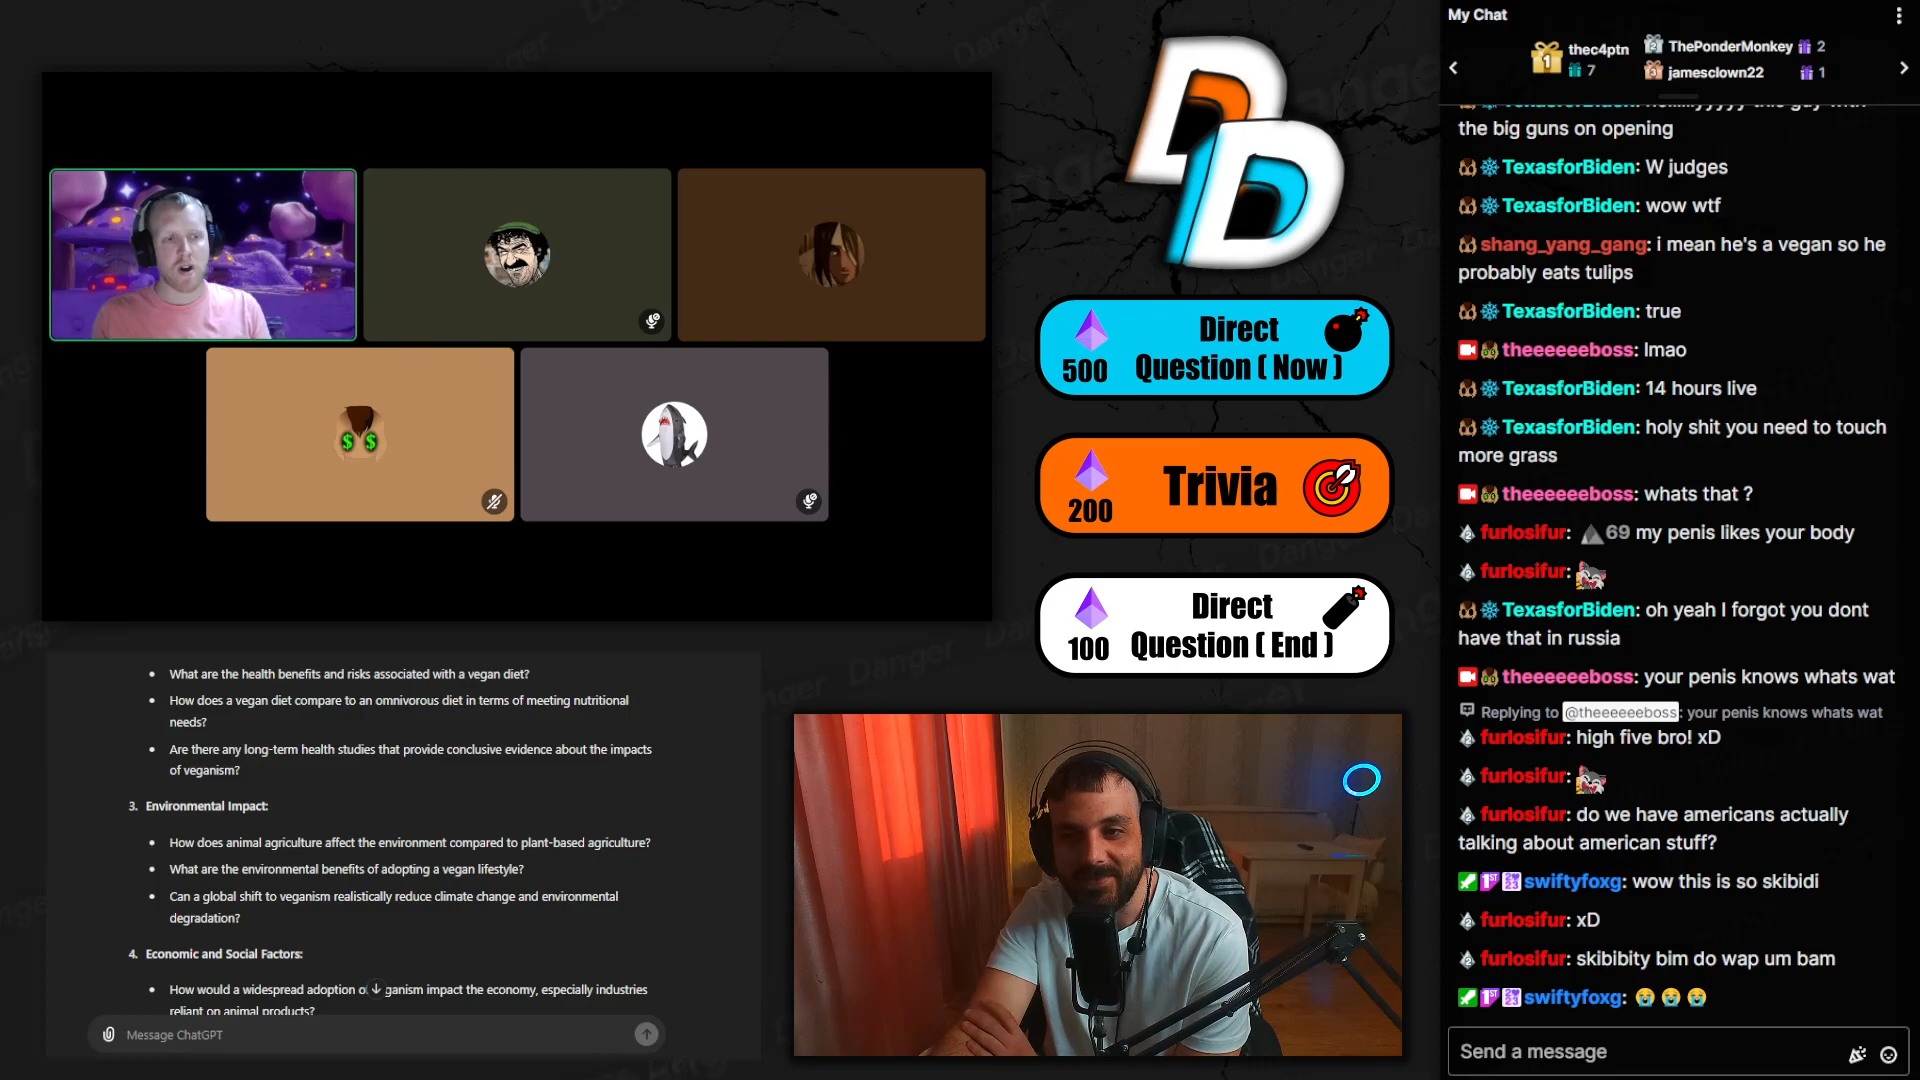 My Chat
thec4ptn
7
ThePonderMonkey 2
jamesclown22 1
the big guns on opening
TexasforBiden: W judges
TexasforBiden: wow wtf
shang_yang_gang: i mean he's a vegan so he
probably eats tulips
TexasforBiden: true
theeeeeeboss: lmao
TexasforBiden: 14 hours live
TexasforBiden: holy shit you need to touch
more grass
theeeeeeboss: whats that ?
furlosifur: 69 my penis likes your body
furlosifur:
TexasforBiden: oh yeah I forgot you dont
have that in russia
theeeeeeboss: your penis knows whats wat
Replying to @theeeeeeboss: your penis knows whats wat
furlosifur: high five bro! xD
furlosifur:
furlosifur: do we have americans actually
talking about american stuff?
swiftyfoxg: wow this is so skibidi
furlosifur: xD
furlosifur: skibibity bim do wap um bam
swiftyfoxg:
Send a message
DD
500
Direct
Question ( Now )
200
Trivia
100
Direct
Question ( End )
• What are the health benefits and risks associated with a vegan diet?
• How does a vegan diet compare to an omnivorous diet in terms of meeting nutritional
needs?
• Are there any long-term health studies that provide conclusive evidence about the impacts
of veganism?
3. Environmental Impact:
• How does animal agriculture affect the environment compared to plant-based agriculture?
• What are the environmental benefits of adopting a vegan lifestyle?
• Can a global shift to veganism realistically reduce climate change and environmental
degradation?
4. Economic and Social Factors:
• How would a widespread adoption o ganism impact the economy, especially industries
reliant on animal products?
Message ChatGPT